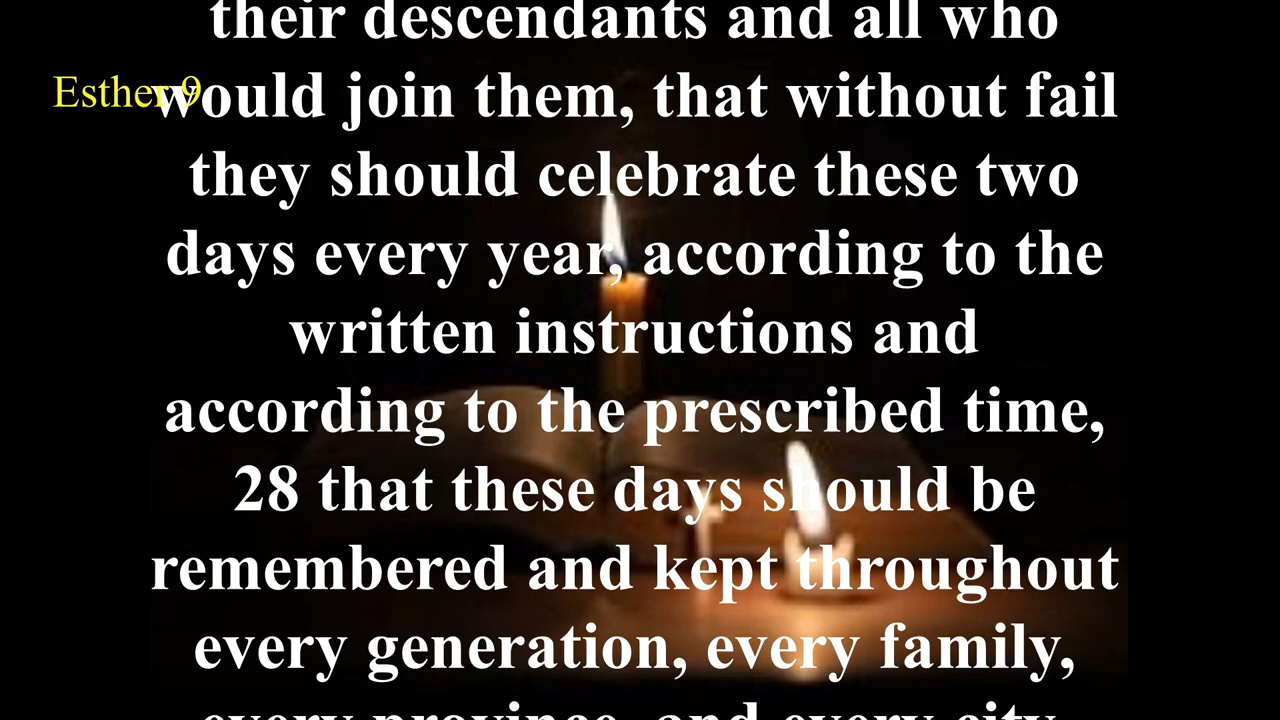 their descendants and all who
Esther 9
would join them, that without fail
they should celebrate these two
days every year, according to the
written instructions and
according to the prescribed time,
28 that these days should be
remembered and kept throughout
every generation, every family,
every province, and every city,